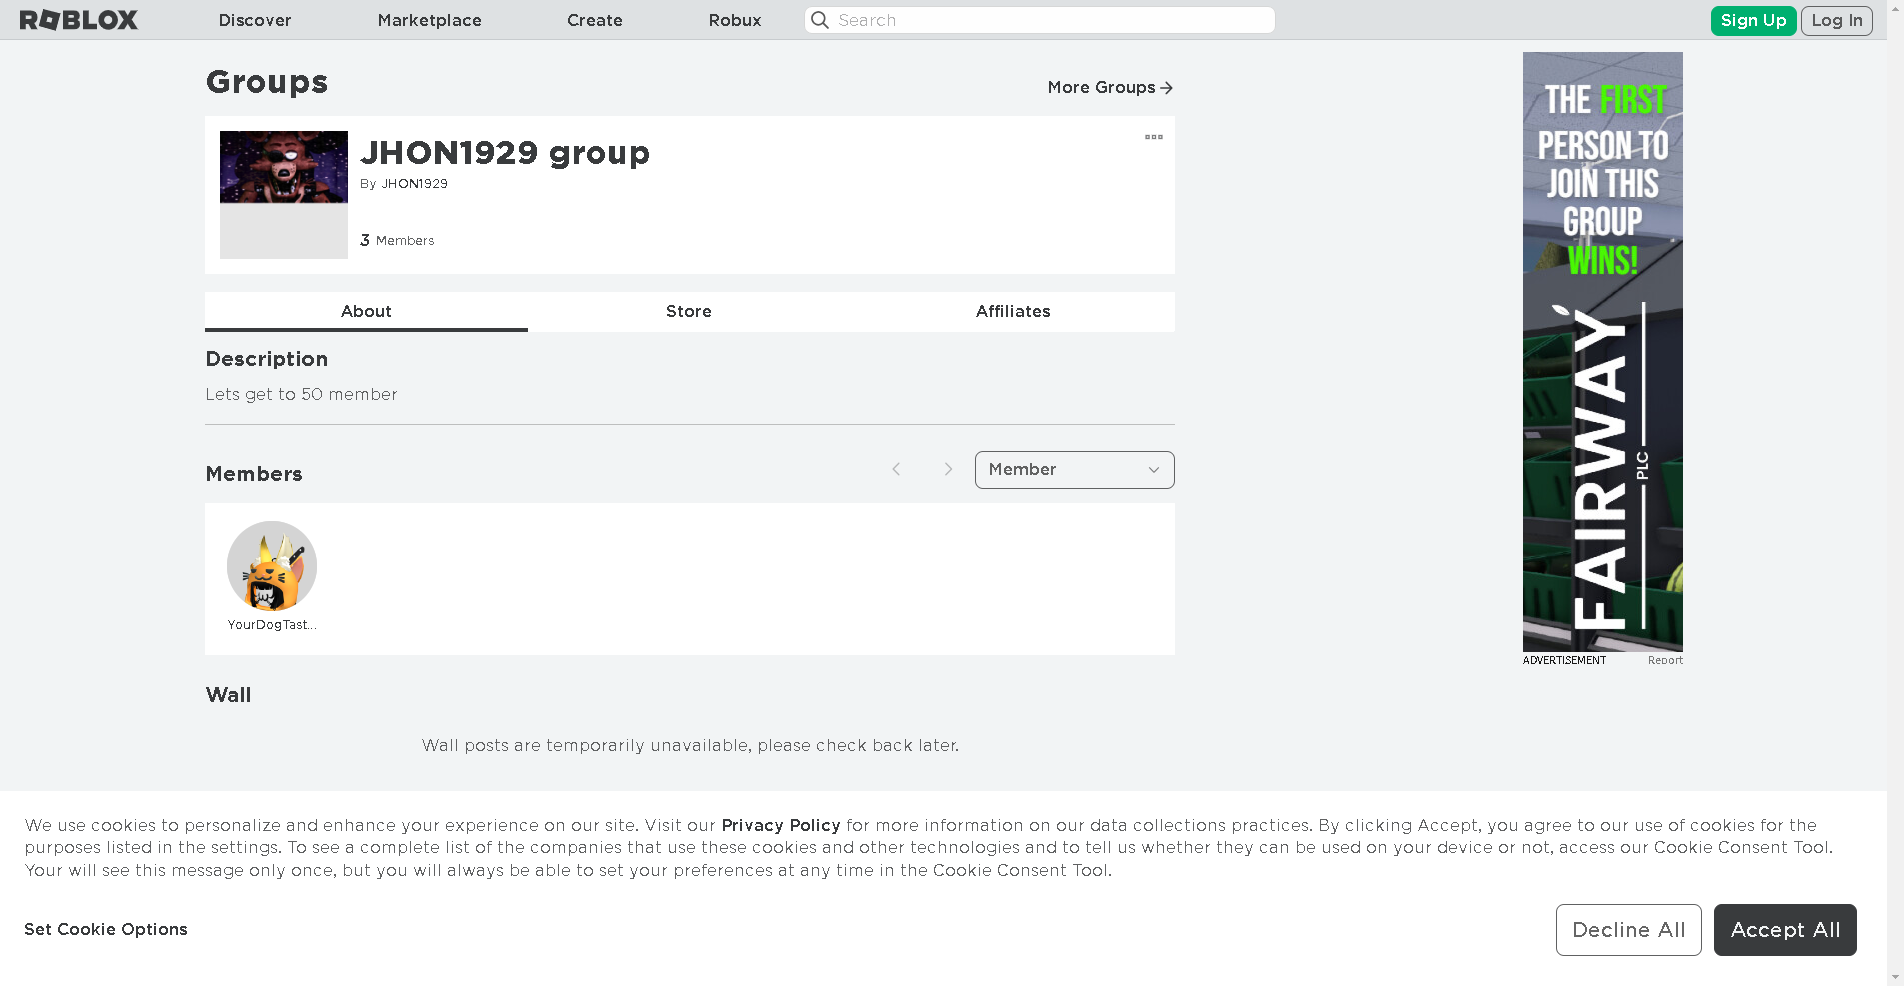 ROBLOX
Discover
Marketplace
Create
Robux
Search
Sign Up
Log In
Groups
More Groups
JHON1929 group
By JHON1929
3 Members
About
Store
Affiliates
Description
Lets get to 50 member
Members
Member
YourDogTast...
Wall
Wall posts are temporarily unavailable, please check back later.
THE FIRST
PERSON TO
JOIN THIS
GROUP
WINS!
FAIRWAY
PLC
ADVERTISEMENT
Report
We use cookies to personalize and enhance your experience on our site. Visit our Privacy Policy for more information on our data collections practices. By clicking Accept, you agree to our use of cookies for the
purposes listed in the settings. To see a complete list of the companies that use these cookies and other technologies and to tell us whether they can be used on your device or not, access our Cookie Consent Tool.
Your will see this message only once, but you will always be able to set your preferences at any time in the Cookie Consent Tool.
Set Cookie Options
Decline All
Accept All